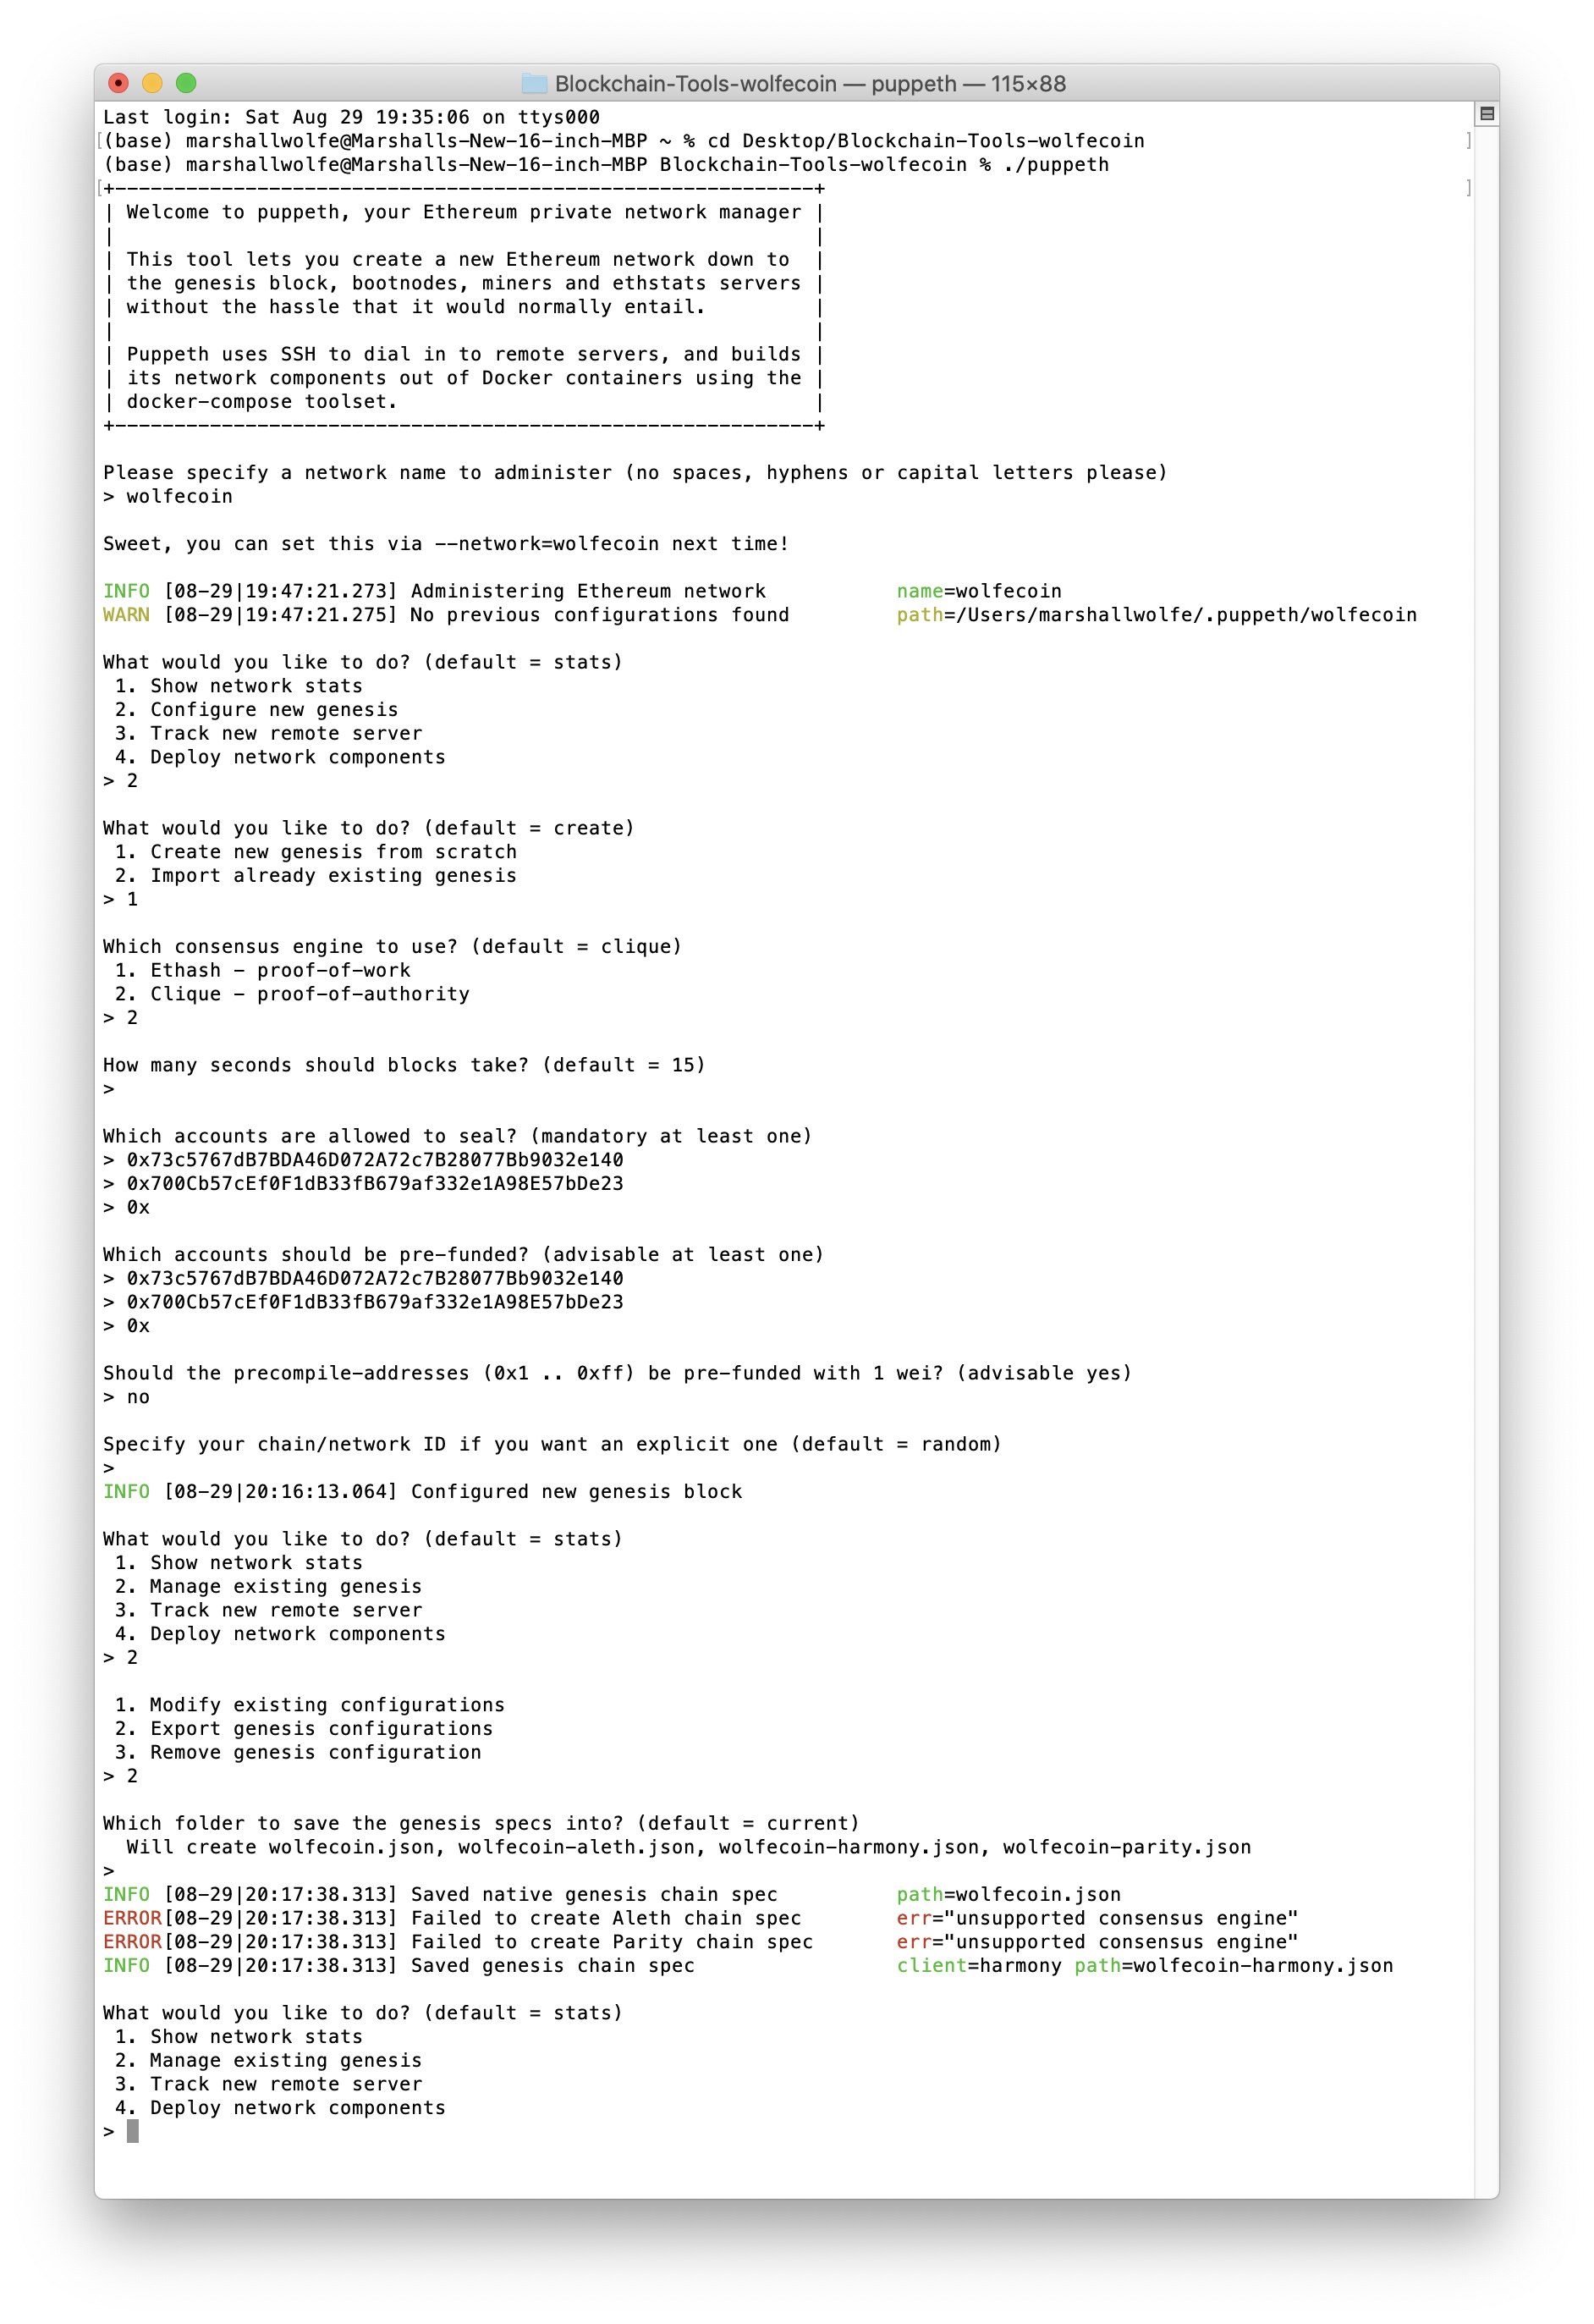 Blockchain-Tools-wolfecoin — puppeth — 115×88
Last login: Sat Aug 29 19:35:06 on ttys000
[(base) marshallwolfe@Marshalls-New-16-inch-MBP ~ % cd Desktop/Blockchain-Tools-wolfecoin ]
(base) marshallwolfe@Marshalls-New-16-inch-MBP Blockchain-Tools-wolfecoin % ./puppeth
[+-----------------------------------------------------------+ ]
| Welcome to puppeth, your Ethereum private network manager |
| |
| This tool lets you create a new Ethereum network down to |
| the genesis block, bootnodes, miners and ethstats servers |
| without the hassle that it would normally entail. |
| |
| Puppeth uses SSH to dial in to remote servers, and builds |
| its network components out of Docker containers using the |
| docker-compose toolset. |
+-----------------------------------------------------------+
Please specify a network name to administer (no spaces, hyphens or capital letters please)
> wolfecoin
Sweet, you can set this via --network=wolfecoin next time!
INFO [08-29|19:47:21.273] Administering Ethereum network name=wolfecoin
WARN [08-29|19:47:21.275] No previous configurations found path=/Users/marshallwolfe/.puppeth/wolfecoin
What would you like to do? (default = stats)
1. Show network stats
2. Configure new genesis
3. Track new remote server
4. Deploy network components
> 2
What would you like to do? (default = create)
1. Create new genesis from scratch
2. Import already existing genesis
> 1
Which consensus engine to use? (default = clique)
1. Ethash - proof-of-work
2. Clique - proof-of-authority
> 2
How many seconds should blocks take? (default = 15)
>
Which accounts are allowed to seal? (mandatory at least one)
> 0x73c5767dB7BDA46D072A72c7B28077Bb9032e140
> 0x700Cb57cEf0F1dB33fB679af332e1A98E57bDe23
> 0x
Which accounts should be pre-funded? (advisable at least one)
> 0x73c5767dB7BDA46D072A72c7B28077Bb9032e140
> 0x700Cb57cEf0F1dB33fB679af332e1A98E57bDe23
> 0x
Should the precompile-addresses (0x1 .. 0xff) be pre-funded with 1 wei? (advisable yes)
> no
Specify your chain/network ID if you want an explicit one (default = random)
>
INFO [08-29|20:16:13.064] Configured new genesis block
What would you like to do? (default = stats)
1. Show network stats
2. Manage existing genesis
3. Track new remote server
4. Deploy network components
> 2
1. Modify existing configurations
2. Export genesis configurations
3. Remove genesis configuration
> 2
Which folder to save the genesis specs into? (default = current)
Will create wolfecoin.json, wolfecoin-aleth.json, wolfecoin-harmony.json, wolfecoin-parity.json
>
INFO [08-29|20:17:38.313] Saved native genesis chain spec path=wolfecoin.json
ERROR[08-29|20:17:38.313] Failed to create Aleth chain spec err="unsupported consensus engine"
ERROR[08-29|20:17:38.313] Failed to create Parity chain spec err="unsupported consensus engine"
INFO [08-29|20:17:38.313] Saved genesis chain spec client=harmony path=wolfecoin-harmony.json
What would you like to do? (default = stats)
1. Show network stats
2. Manage existing genesis
3. Track new remote server
4. Deploy network components
>